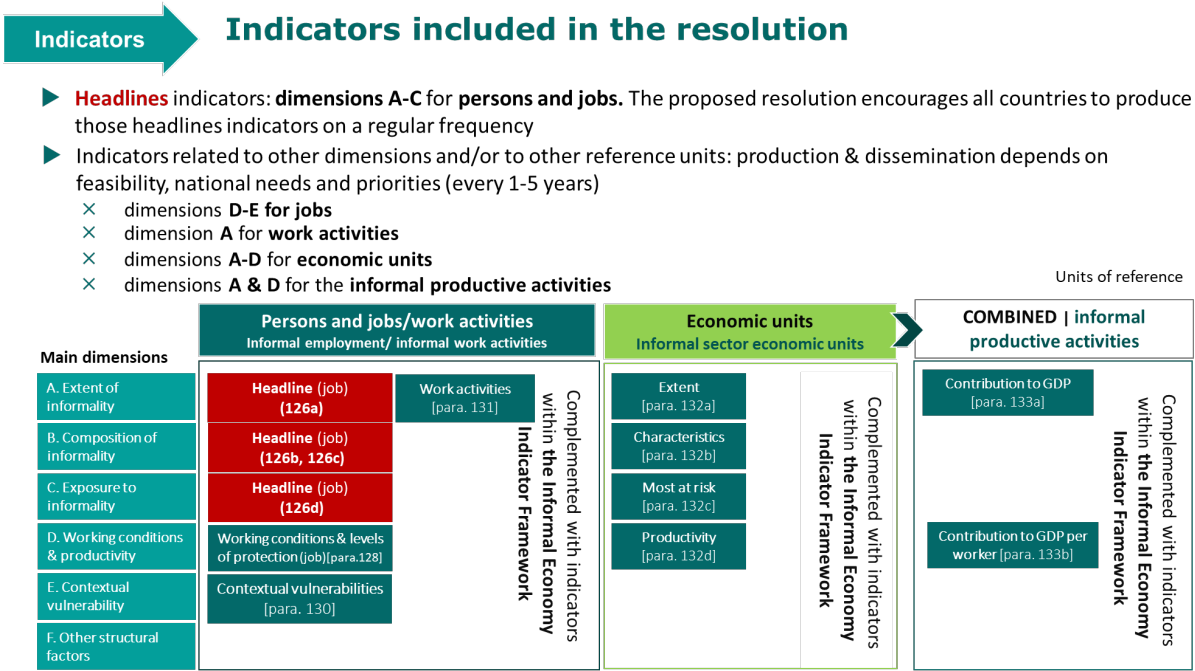 Indicators
Indicators included in the resolution
Headlines indicators: dimensions A-C for persons and jobs. The proposed resolution encourages all countries to produce
those headlines indicators on a regular frequency
Indicators related to other dimensions and/or to other reference units: production & dissemination depends on
feasibility, national needs and priorities (every 1-5 years)
dimensions D-E for jobs
dimension A for work activities
dimensions A-D for economic units
dimensions A & D for the informal productive activities
Units of reference
Persons and jobs/work activities
Informal employment/ informal work activities
Economic units
Informal sector economic units
COMBINED | informal
productive activities
Main dimensions
A. Extent of
informality
Headline (job)
(126a)
Work activities
[para. 131]
Extent
[para. 132a]
Contribution to GDP
[para. 133a]
B. Composition of
informality
Headline (job)
(126b, 126c)
Characteristics
[para. 132b]
C. Exposure to
informality
Headline (job)
(126d)
Most at risk
[para. 132c]
D. Working conditions
& productivity
Working conditions & levels
of protection (job)[para.128]
Productivity
[para. 132d]
Contribution to GDP per
worker [para. 133b]
E. Contextual
vulnerability
Contextual vulnerabilities
[para. 130]
F. Other structural
factors
Complemented with indicators
within the Informal Economy
Indicator Framework
Complemented with indicators
within the Informal Economy
Indicator Framework
Complemented with indicators
within the Informal Economy
Indicator Framework